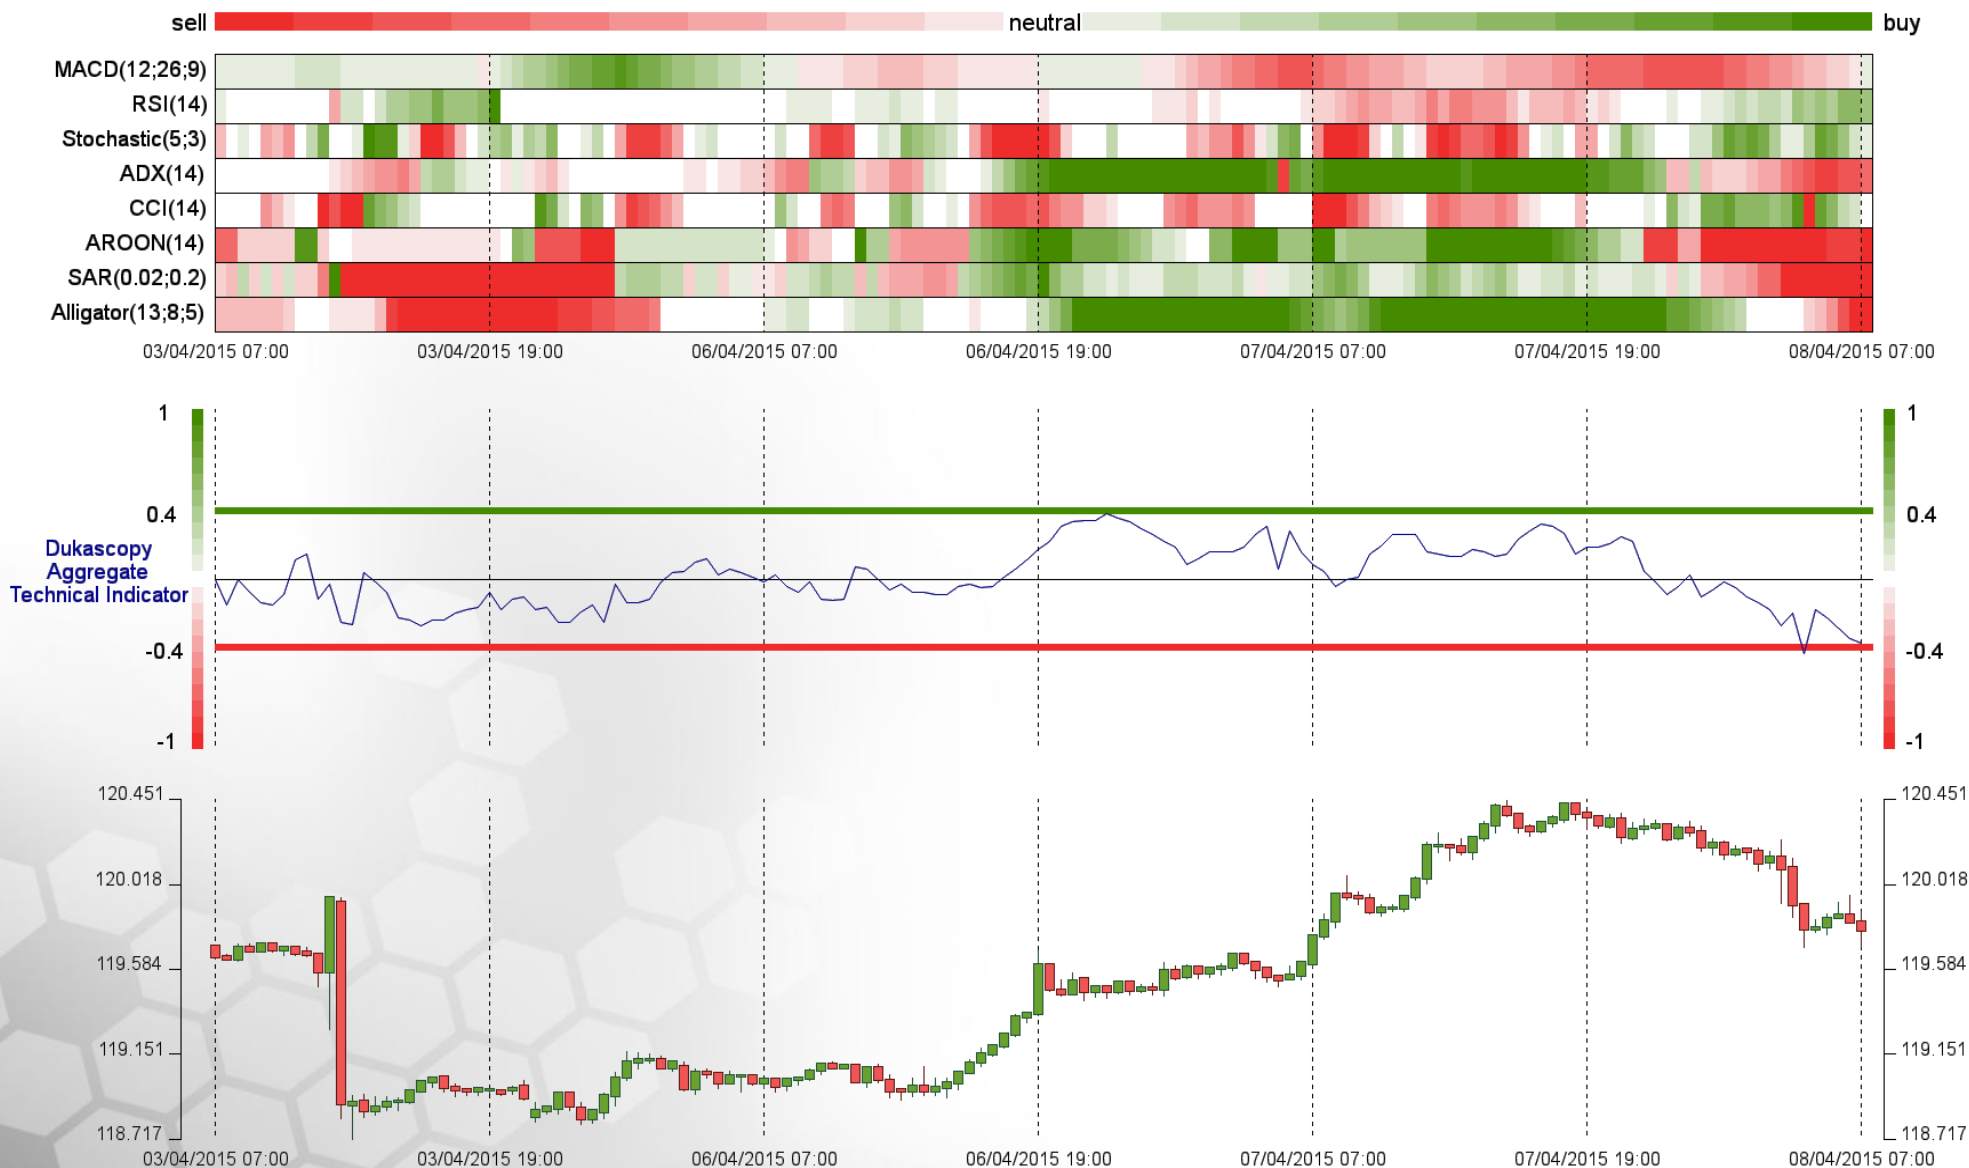 sell neutral buy
MACD(12;26;9)
RSI(14)
Stochastic(5;3)
ADX(14)
CCI(14)
AROON(14)
SAR(0.02;0.2)
Alligator(13;8;5)
03/04/2015 07:00 03/04/2015 19:00 06/04/2015 07:00 06/04/2015 19:00 07/04/2015 07:00 07/04/2015 19:00 08/04/2015 07:00
1 1
0.4 0.4
Dukascopy
Aggregate
Technical Indicator
-0.4 -0.4
-1 -1
120.451 120.451
120.018 120.018
119.584 119.584
119.151 119.151
118.717 118.717
03/04/2015 07:00 03/04/2015 19:00 06/04/2015 07:00 06/04/2015 19:00 07/04/2015 07:00 07/04/2015 19:00 08/04/2015 07:00